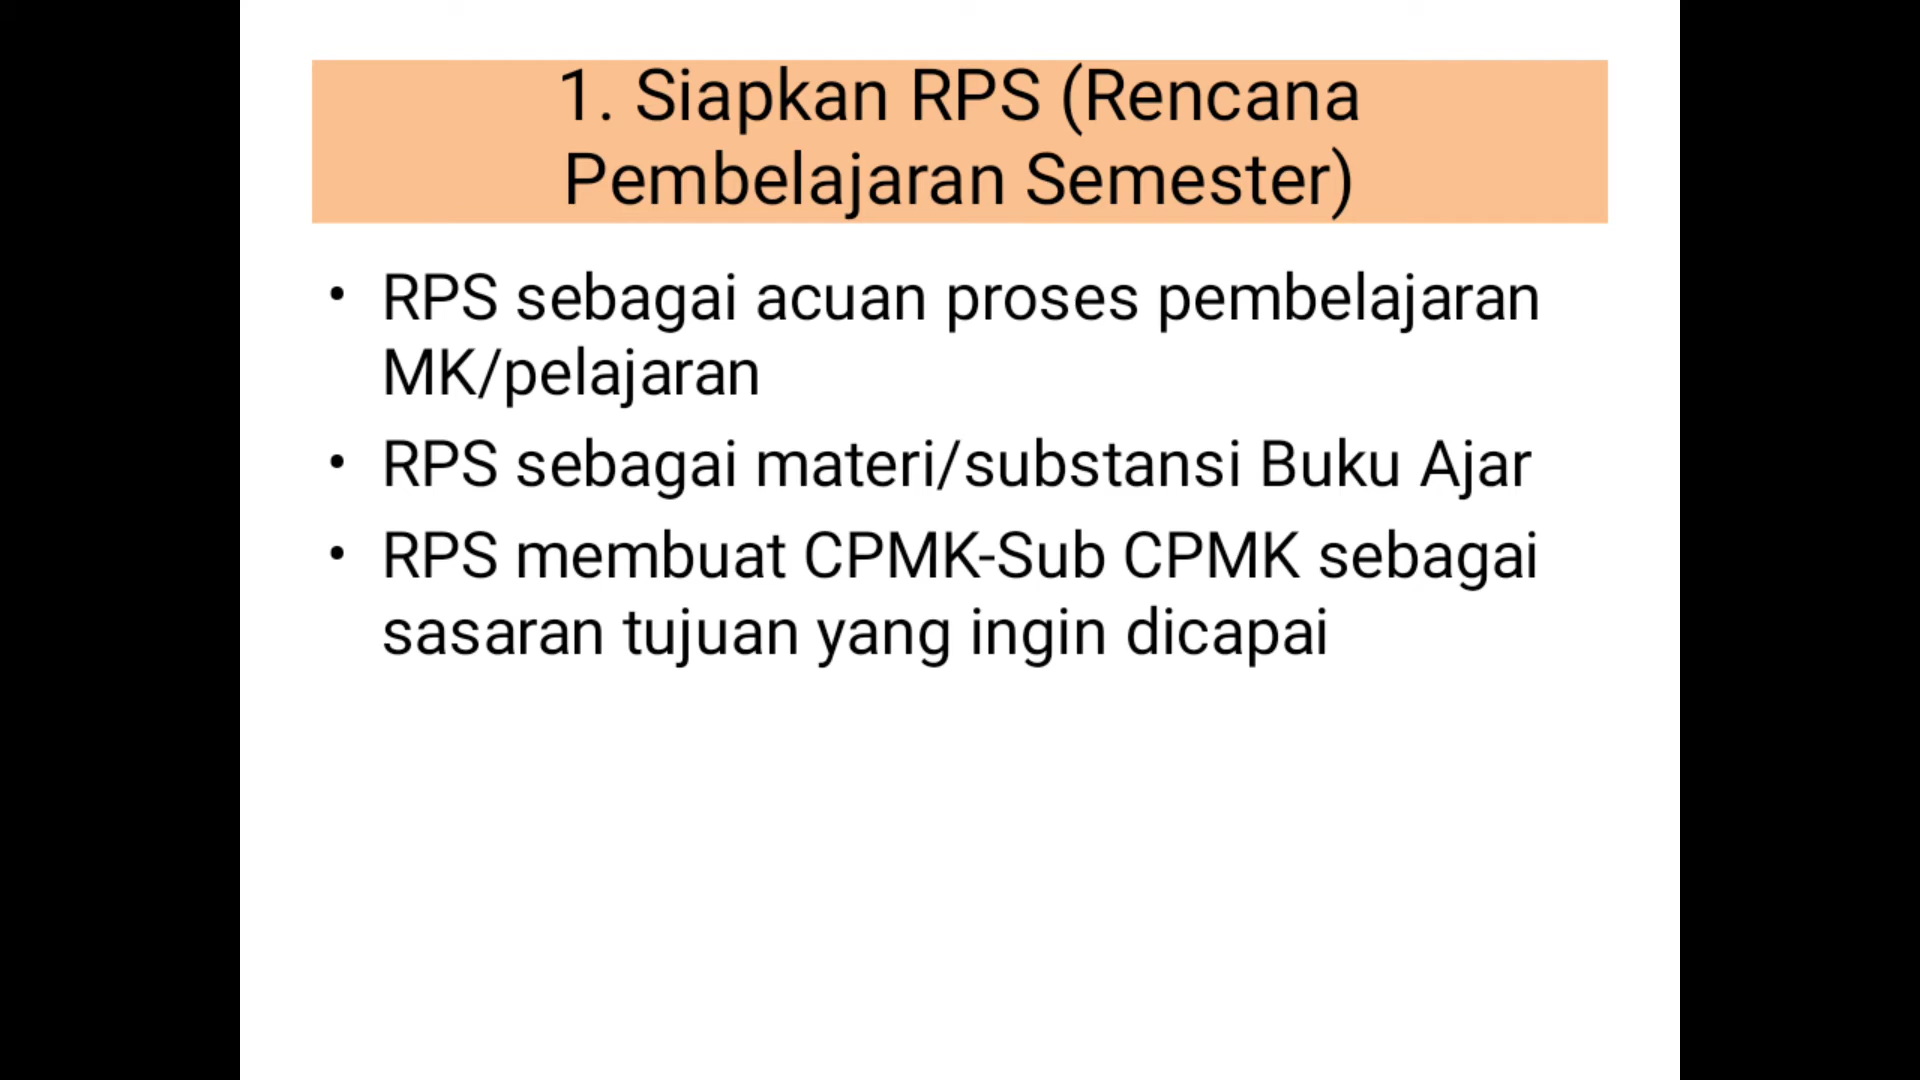 1. Siapkan RPS (Rencana
Pembelajaran Semester)
• RPS sebagai acuan proses pembelajaran
MK/pelajaran
• RPS sebagai materi/substansi Buku Ajar
• RPS membuat CPMK-Sub CPMK sebagai
sasaran tujuan yang ingin dicapai